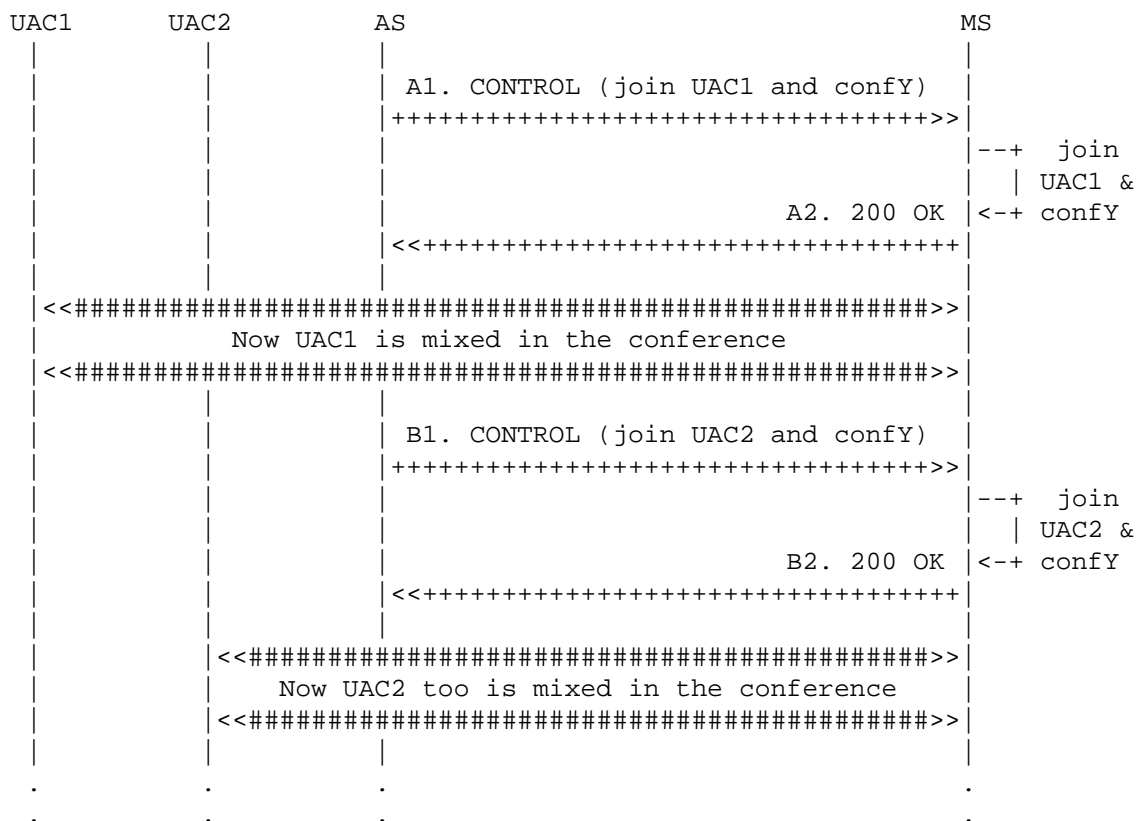 UAC1      UAC2          AS                                   MS
 |          |          |                                    |
 |          |          | A1. CONTROL (join UAC1 and confY)  |
 |          |          |++++++++++++++++++++++++++++++++++>>|
 |          |          |                                    |--+  join
 |          |          |                                    |  | UAC1 &
 |          |          |                         A2. 200 OK |<-+ confY
 |          |          |<<++++++++++++++++++++++++++++++++++|
 |          |          |                                    |
 |<<######################################################>>|
 |            Now UAC1 is mixed in the conference           |
 |<<######################################################>>|
 |          |          |                                    |
 |          |          | B1. CONTROL (join UAC2 and confY)  |
 |          |          |++++++++++++++++++++++++++++++++++>>|
 |          |          |                                    |--+  join
 |          |          |                                    |  | UAC2 &
 |          |          |                         B2. 200 OK |<-+ confY
 |          |          |<<++++++++++++++++++++++++++++++++++|
 |          |          |                                    |
 |          |<<###########################################>>|
 |          |    Now UAC2 too is mixed in the conference    |
 |          |<<###########################################>>|
 |          |          |                                    |
 .          .          .                                    .
 .          .          .                                    .